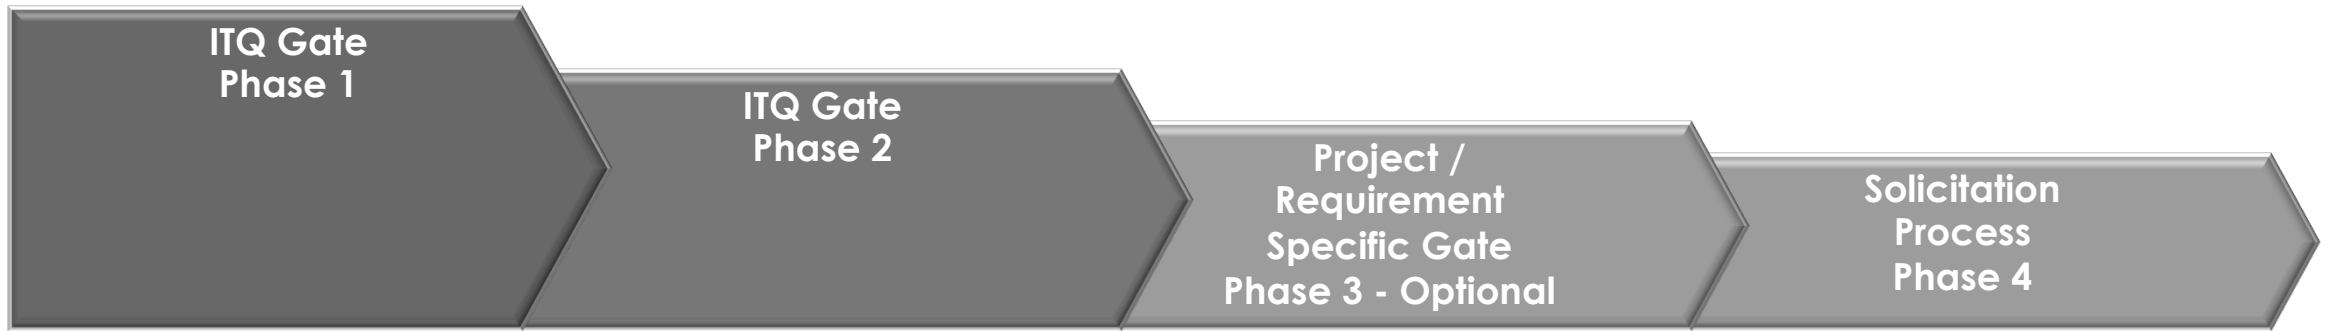 ITQ Gate
Phase 1
ITQ Gate
Phase 2
Project /
Requirement
Specific Gate
Phase 3 - Optional
Solicitation
Process
Phase 4